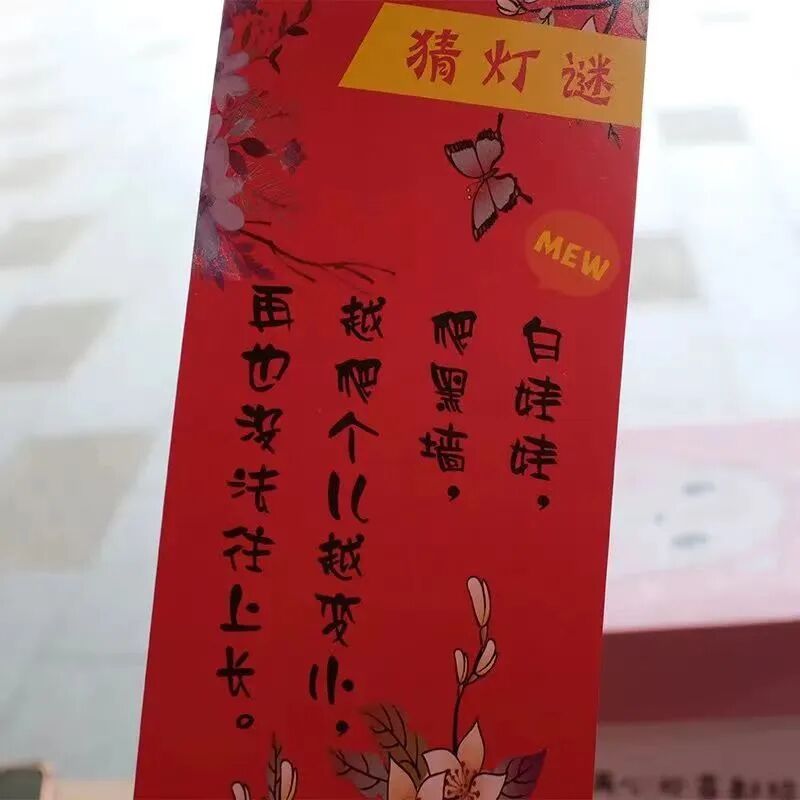 猜灯谜
MEW
白娃娃，
爬黑墙，
越爬个儿越变小，
再也没法往上长。